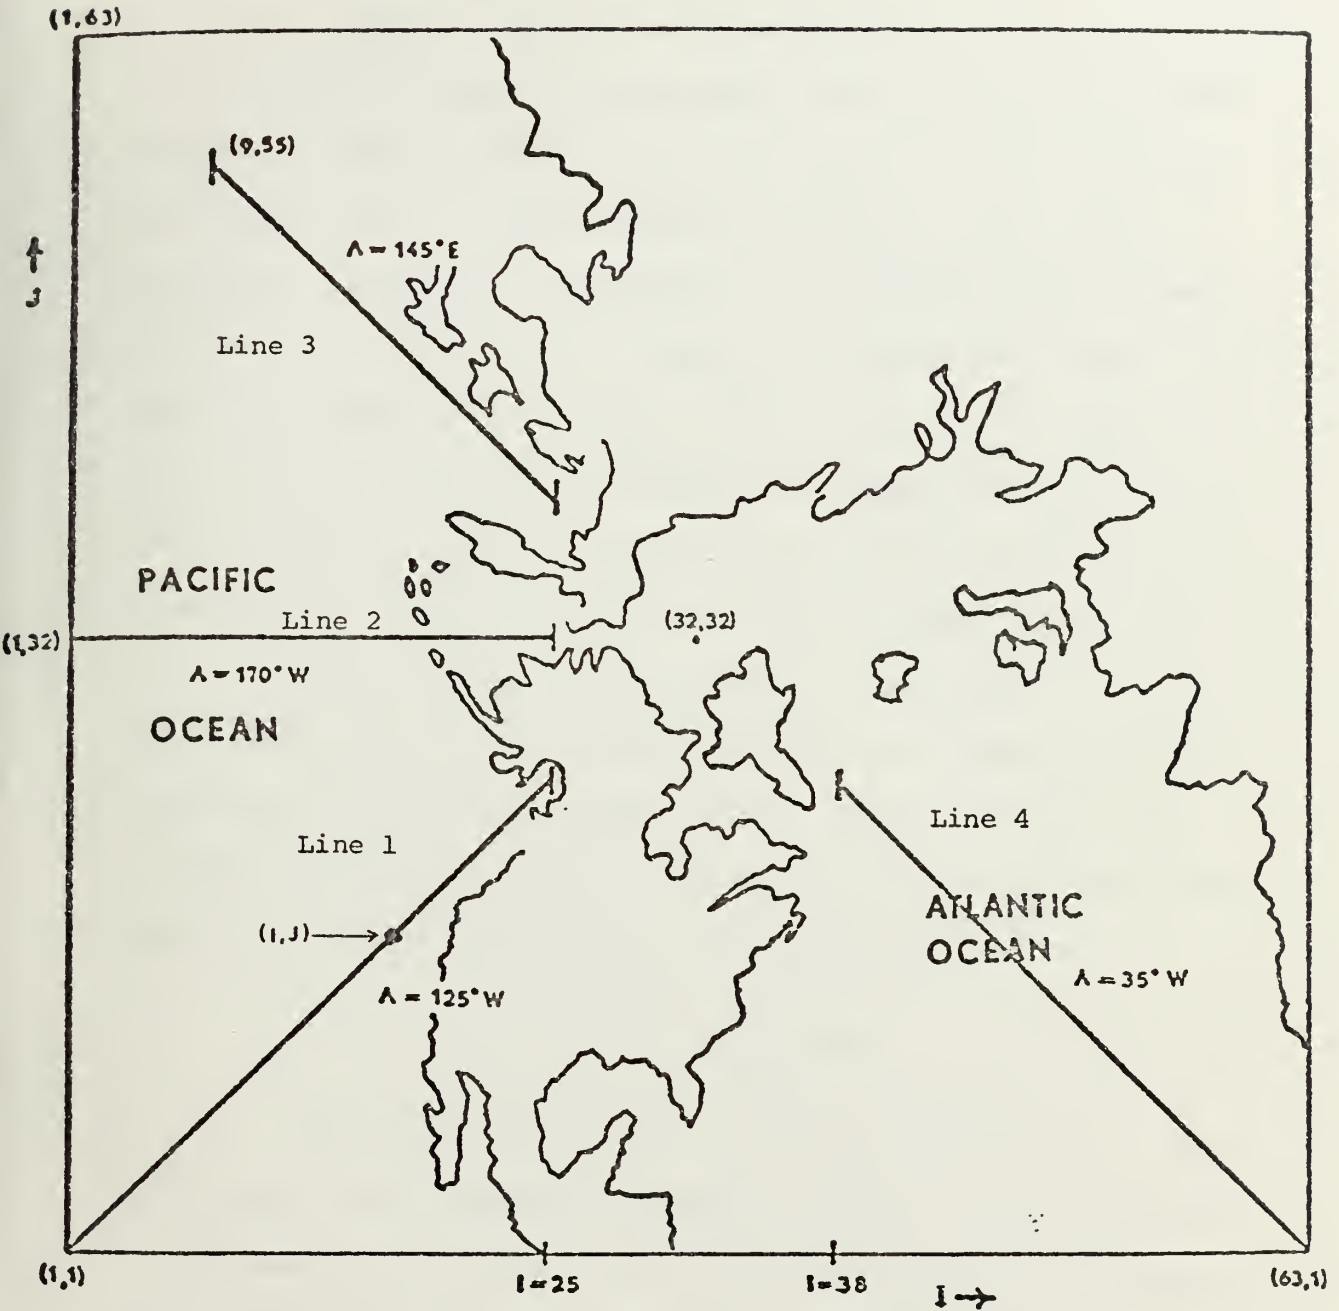 (1,63)
(9,55)
Λ = 145°E
↑
J
Line 3
PACIFIC
Line 2
(32,32)
(1,32)
Λ = 170°W
OCEAN
Line 1
Line 4
ATLANTIC
(I,J)→
OCEAN
Λ = 35°W
Λ = 125°W
(1,1)
I=25
I=38
I→
(63,1)